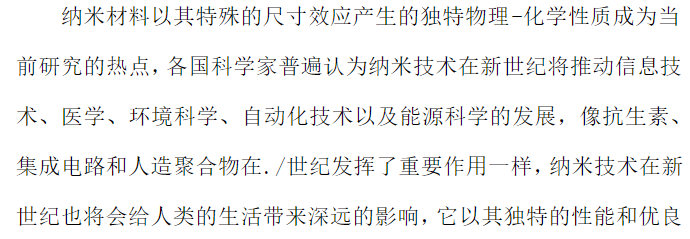 纳米材料以其特殊的尺寸效应产生的独特物理-化学性质成为当
前研究的热点，各国科学家普遍认为纳米技术在新世纪将推动信息技
术、医学、环境科学、自动化技术以及能源科学的发展，像抗生素、
集成电路和人造聚合物在./世纪发挥了重要作用一样，纳米技术在新
世纪也将会给人类的生活带来深远的影响，它以其独特的性能和优良